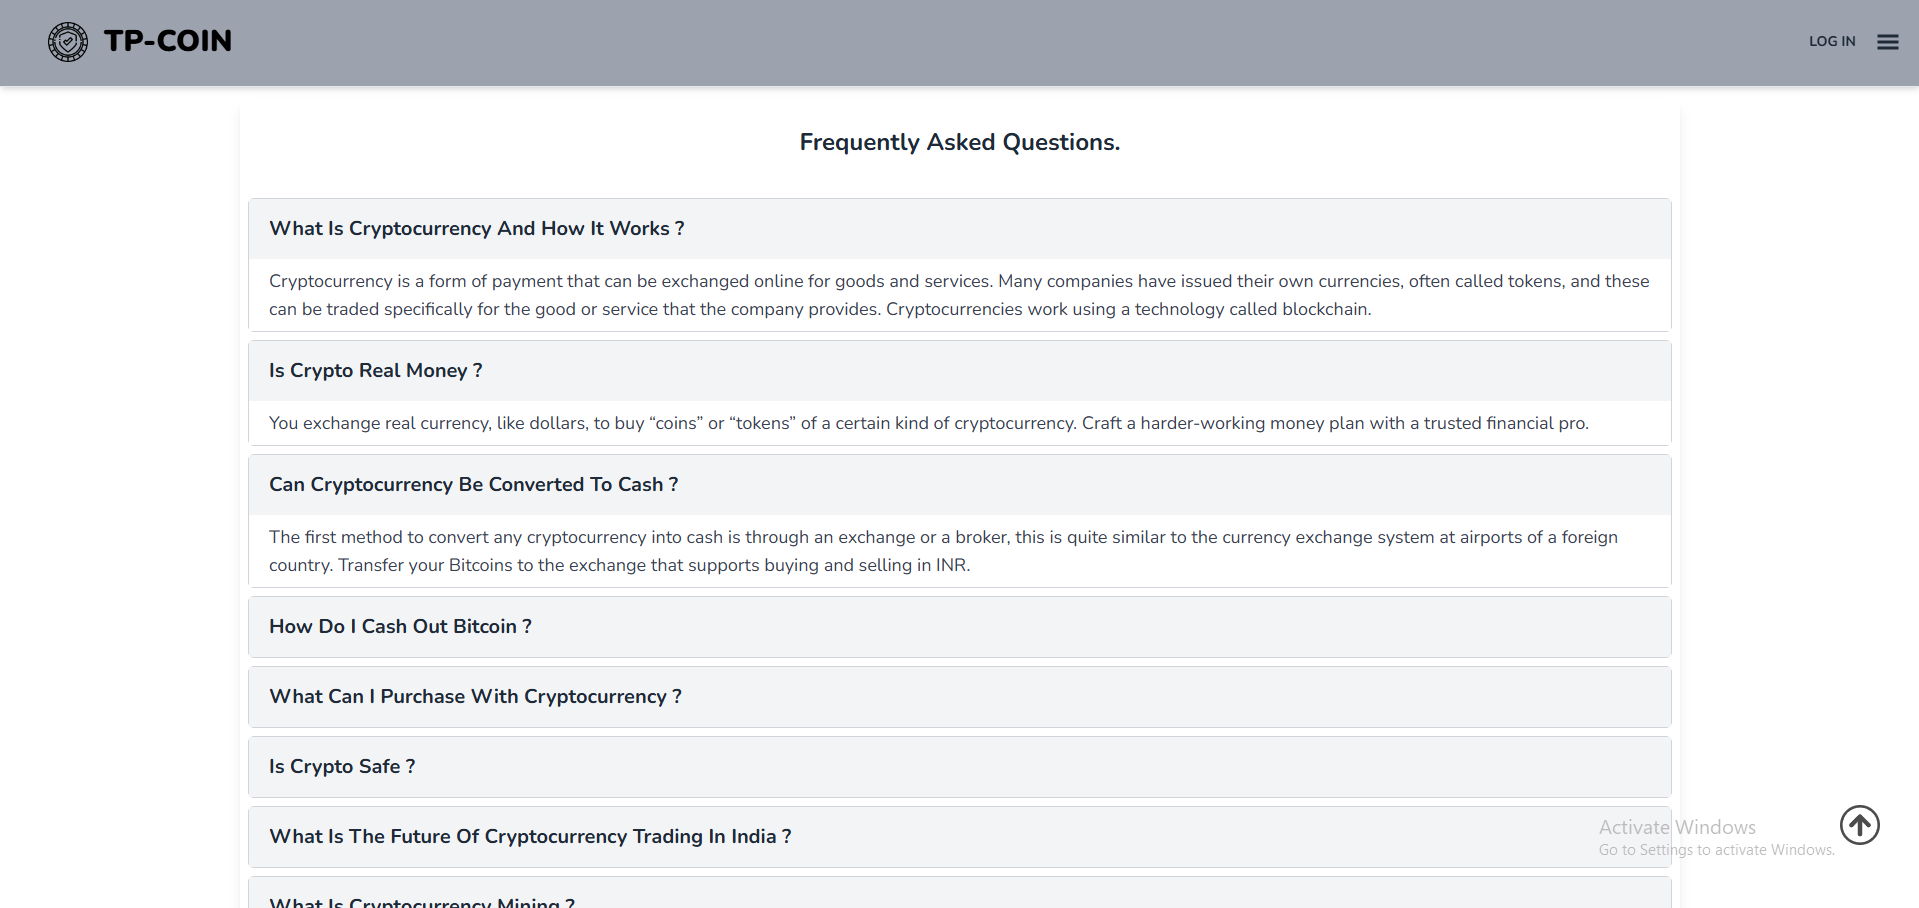 TP-COIN
LOG IN
Frequently Asked Questions.
What Is Cryptocurrency And How It Works ?
Cryptocurrency is a form of payment that can be exchanged online for goods and services. Many companies have issued their own currencies, often called tokens, and these
can be traded specifically for the good or service that the company provides. Cryptocurrencies work using a technology called blockchain.
Is Crypto Real Money ?
You exchange real currency, like dollars, to buy “coins” or “tokens” of a certain kind of cryptocurrency. Craft a harder-working money plan with a trusted financial pro.
Can Cryptocurrency Be Converted To Cash ?
The first method to convert any cryptocurrency into cash is through an exchange or a broker, this is quite similar to the currency exchange system at airports of a foreign
country. Transfer your Bitcoins to the exchange that supports buying and selling in INR.
How Do I Cash Out Bitcoin ?
What Can I Purchase With Cryptocurrency ?
Is Crypto Safe ?
What Is The Future Of Cryptocurrency Trading In India ?
Activate Windows
Go to Settings to activate Windows.
What Is Cryptocurrency Mining ?